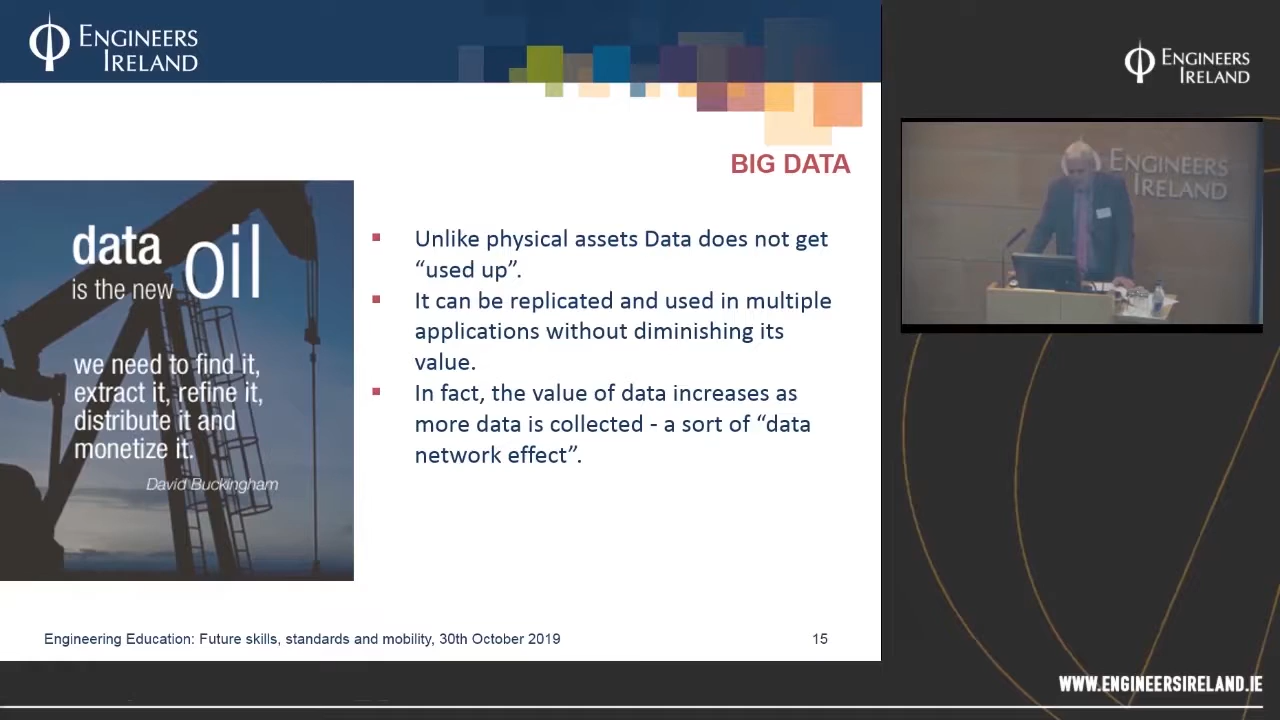 ENGINEERS
IRELAND
BIG DATA
data
is the new oil
we need to find it,
extract it, refine it,
distribute it and
monetize it.
David Buckingham
▪ Unlike physical assets Data does not get
“used up”.
▪ It can be replicated and used in multiple
applications without diminishing its
value.
▪ In fact, the value of data increases as
more data is collected - a sort of “data
network effect”.
Engineering Education: Future skills, standards and mobility, 30th October 2019
15
ENGINEERS
IRELAND
ENGINEERS
IRELAND
WWW.ENGINEERSIRELAND.IE